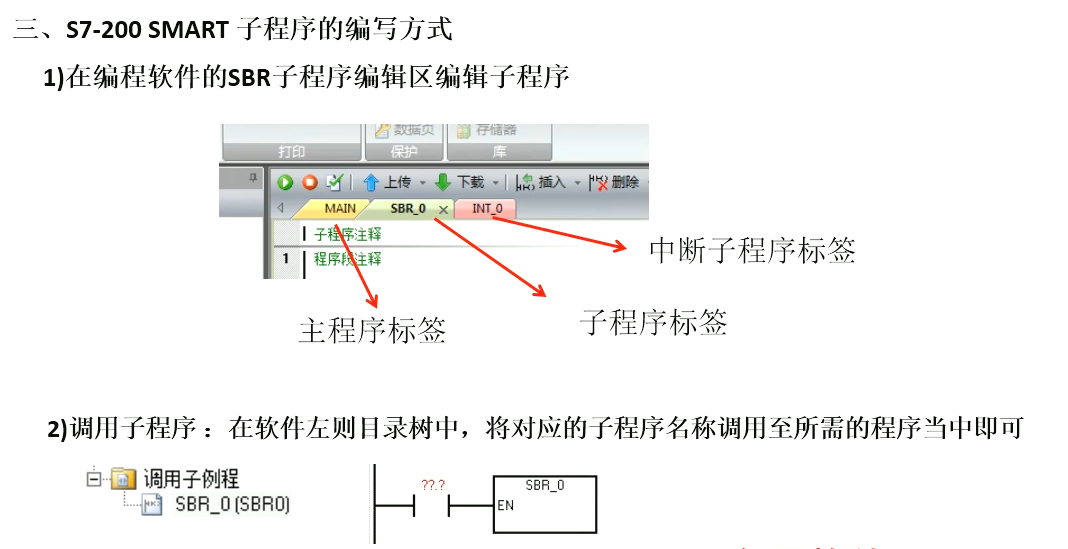 三、S7-200 SMART 子程序的编写方式
1)在编程软件的SBR子程序编辑区编辑子程序
数据页 存储器
打印 保护 库
上传 下载 插入 删除
MAIN SBR_0 INT_0
子程序注释
1 程序段注释
中断子程序标签
子程序标签
主程序标签
2)调用子程序：在软件左则目录树中，将对应的子程序名称调用至所需的程序当中即可
调用子例程
SBR_0 (SBR0)
??.?
SBR_0
EN